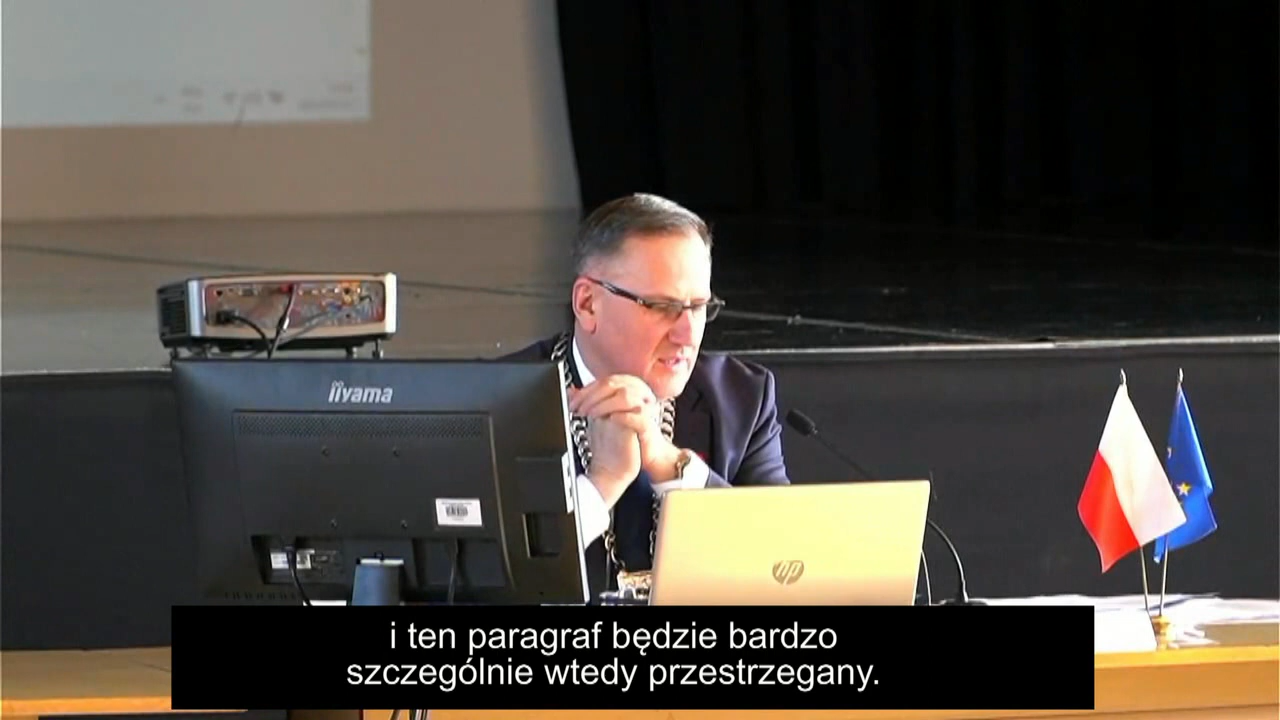 iiyama
hp
i ten paragraf będzie bardzo
szczególnie wtedy przestrzegany.